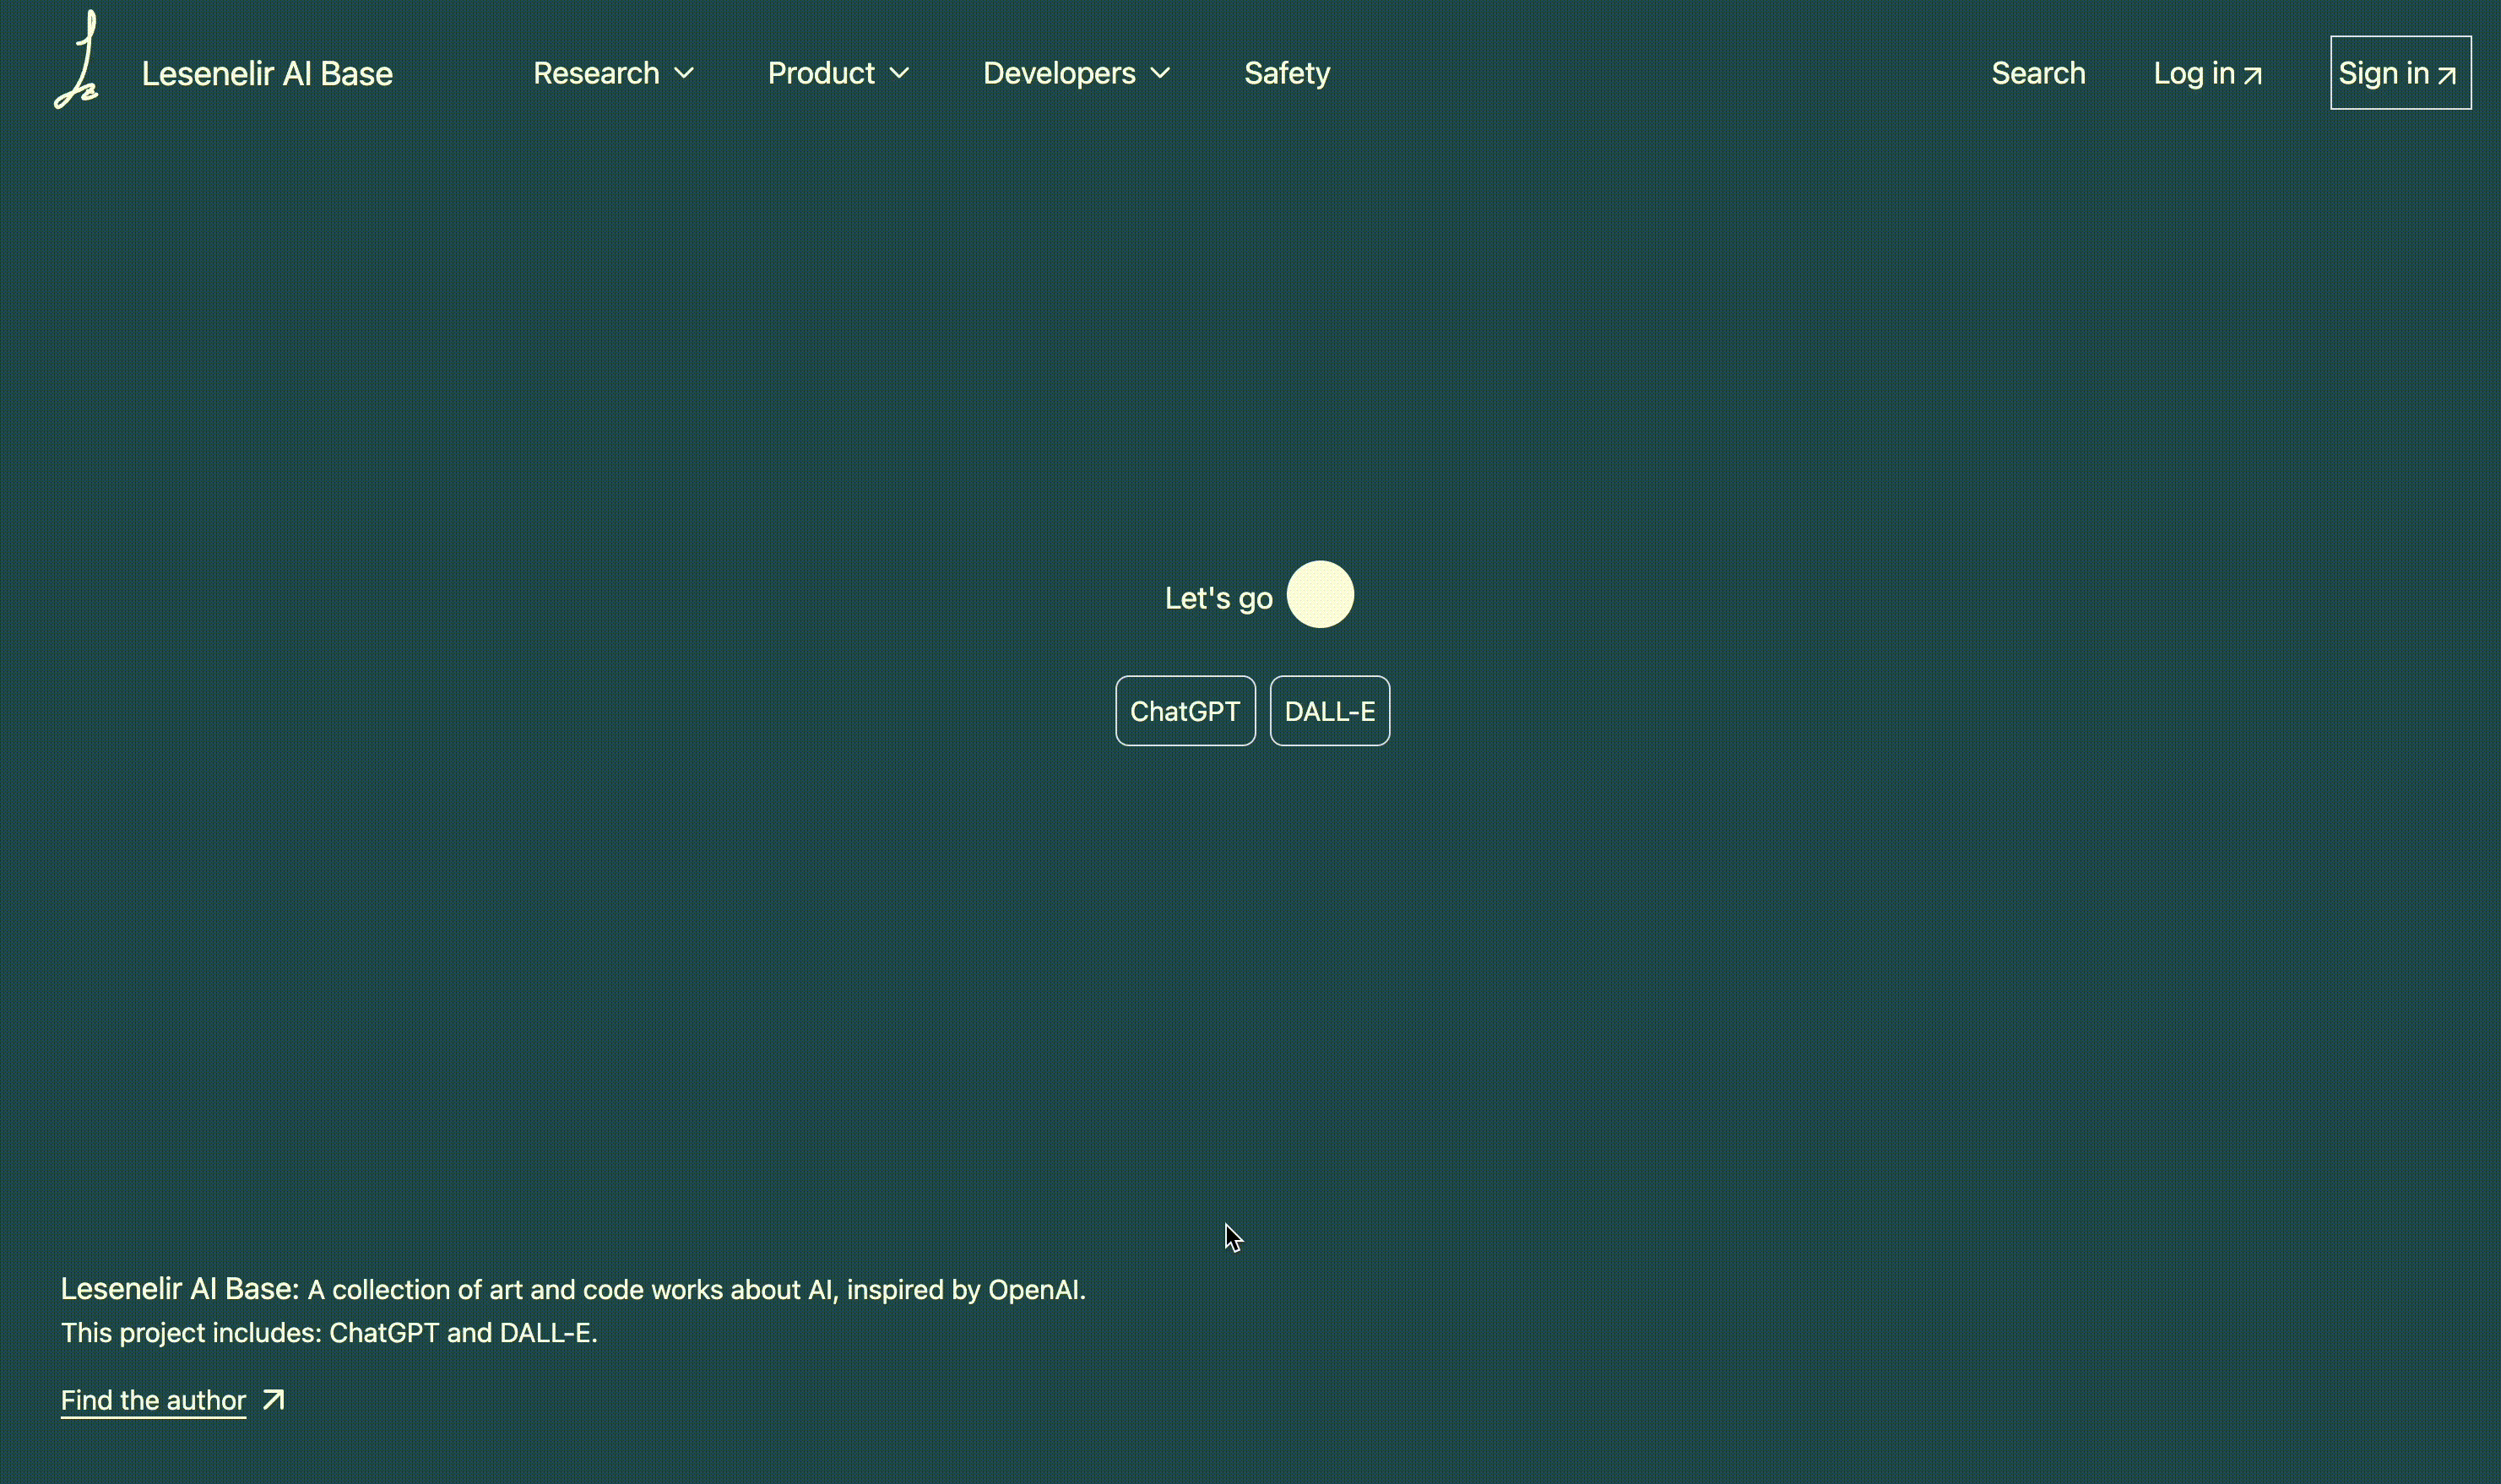 Lesenelir AI Base Research Product Developers Safety Search Log in Sign in
Let's go
ChatGPT DALL-E
Lesenelir AI Base: A collection of art and code works about AI, inspired by OpenAI.
This project includes: ChatGPT and DALL-E.
Find the author